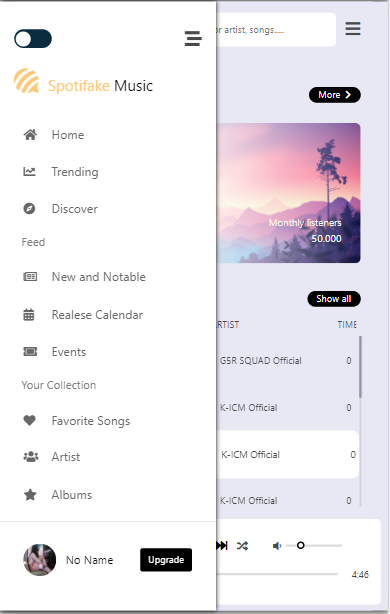 or artist, songs.....
Spotifake Music
More
Home
Trending
Discover
Feed
Monthly listeners
50.000
New and Notable
Show all
Realese Calendar
TIME
Events
G5R SQUAD Official 0
Your Collection
K-ICM Official 0
Favorite Songs
K-ICM Official 0
Artist
Albums
K-ICM Official 0
No Name
Upgrade
4:46